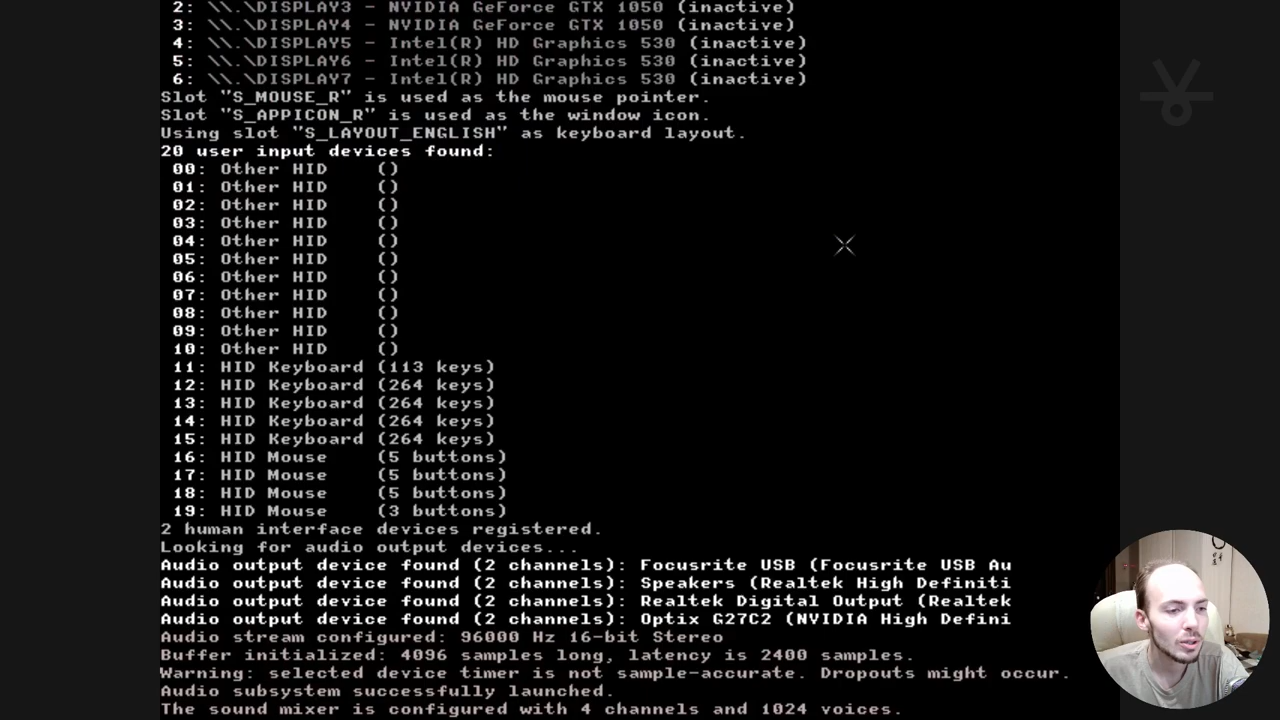 2: \\.\DISPLAY3 - NVIDIA GeForce GTX 1050 (inactive)
3: \\.\DISPLAY4 - NVIDIA GeForce GTX 1050 (inactive)
4: \\.\DISPLAY5 - Intel(R) HD Graphics 530 (inactive)
5: \\.\DISPLAY6 - Intel(R) HD Graphics 530 (inactive)
6: \\.\DISPLAY7 - Intel(R) HD Graphics 530 (inactive)
Slot "S_MOUSE_R" is used as the mouse pointer.
Slot "S_APPICON_R" is used as the window icon.
Using slot "S_LAYOUT_ENGLISH" as keyboard layout.
20 user input devices found:
00: Other HID ()
01: Other HID ()
02: Other HID ()
03: Other HID ()
04: Other HID ()
05: Other HID ()
06: Other HID ()
07: Other HID ()
08: Other HID ()
09: Other HID ()
10: Other HID ()
11: HID Keyboard (113 keys)
12: HID Keyboard (264 keys)
13: HID Keyboard (264 keys)
14: HID Keyboard (264 keys)
15: HID Keyboard (264 keys)
16: HID Mouse (5 buttons)
17: HID Mouse (5 buttons)
18: HID Mouse (5 buttons)
19: HID Mouse (3 buttons)
2 human interface devices registered.
Looking for audio output devices...
Audio output device found (2 channels): Focusrite USB (Focusrite USB Au
Audio output device found (2 channels): Speakers (Realtek High Definiti
Audio output device found (2 channels): Realtek Digital Output (Realtek
Audio output device found (2 channels): Optix G27C2 (NVIDIA High Defini
Audio stream configured: 96000 Hz 16-bit Stereo
Buffer initialized: 4096 samples long, latency is 2400 samples.
Warning: selected device timer is not sample-accurate. Dropouts might occur.
Audio subsystem successfully launched.
The sound mixer is configured with 4 channels and 1024 voices.